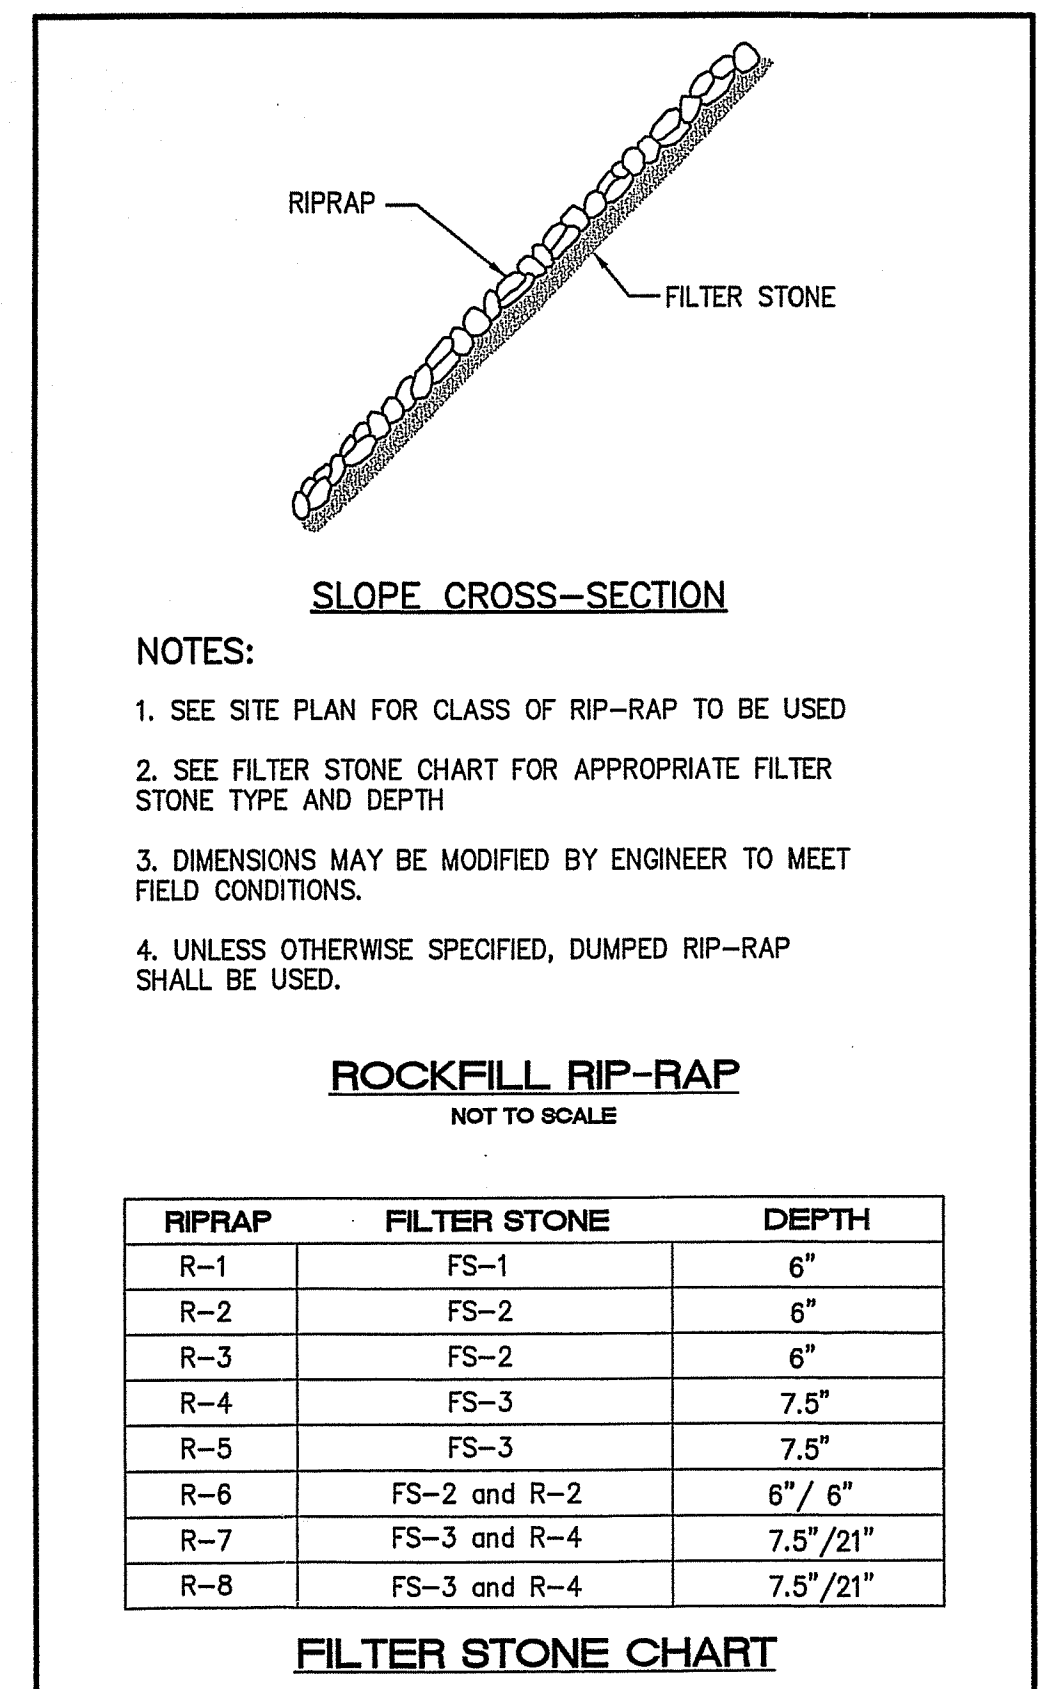 RIPRAP
FILTER STONE
SLOPE CROSS-SECTION
NOTES:
1. SEE SITE PLAN FOR CLASS OF RIP-RAP TO BE USED
2. SEE FILTER STONE CHART FOR APPROPRIATE FILTER
STONE TYPE AND DEPTH
3. DIMENSIONS MAY BE MODIFIED BY ENGINEER TO MEET
FIELD CONDITIONS.
4. UNLESS OTHERWISE SPECIFIED, DUMPED RIP-RAP
SHALL BE USED.
ROCKFILL RIP-RAP
NOT TO SCALE
RIPRAP FILTER STONE DEPTH
R-1 FS-1 6"
R-2 FS-2 6"
R-3 FS-2 6"
R-4 FS-3 7.5"
R-5 FS-3 7.5"
R-6 FS-2 and R-2 6"/ 6"
R-7 FS-3 and R-4 7.5"/21"
R-8 FS-3 and R-4 7.5"/21"
FILTER STONE CHART